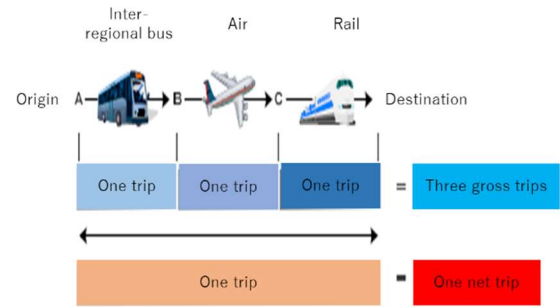 Inter-
regional bus
Air
Rail
Origin A B C Destination
One trip One trip One trip = Three gross trips
One trip = One net trip